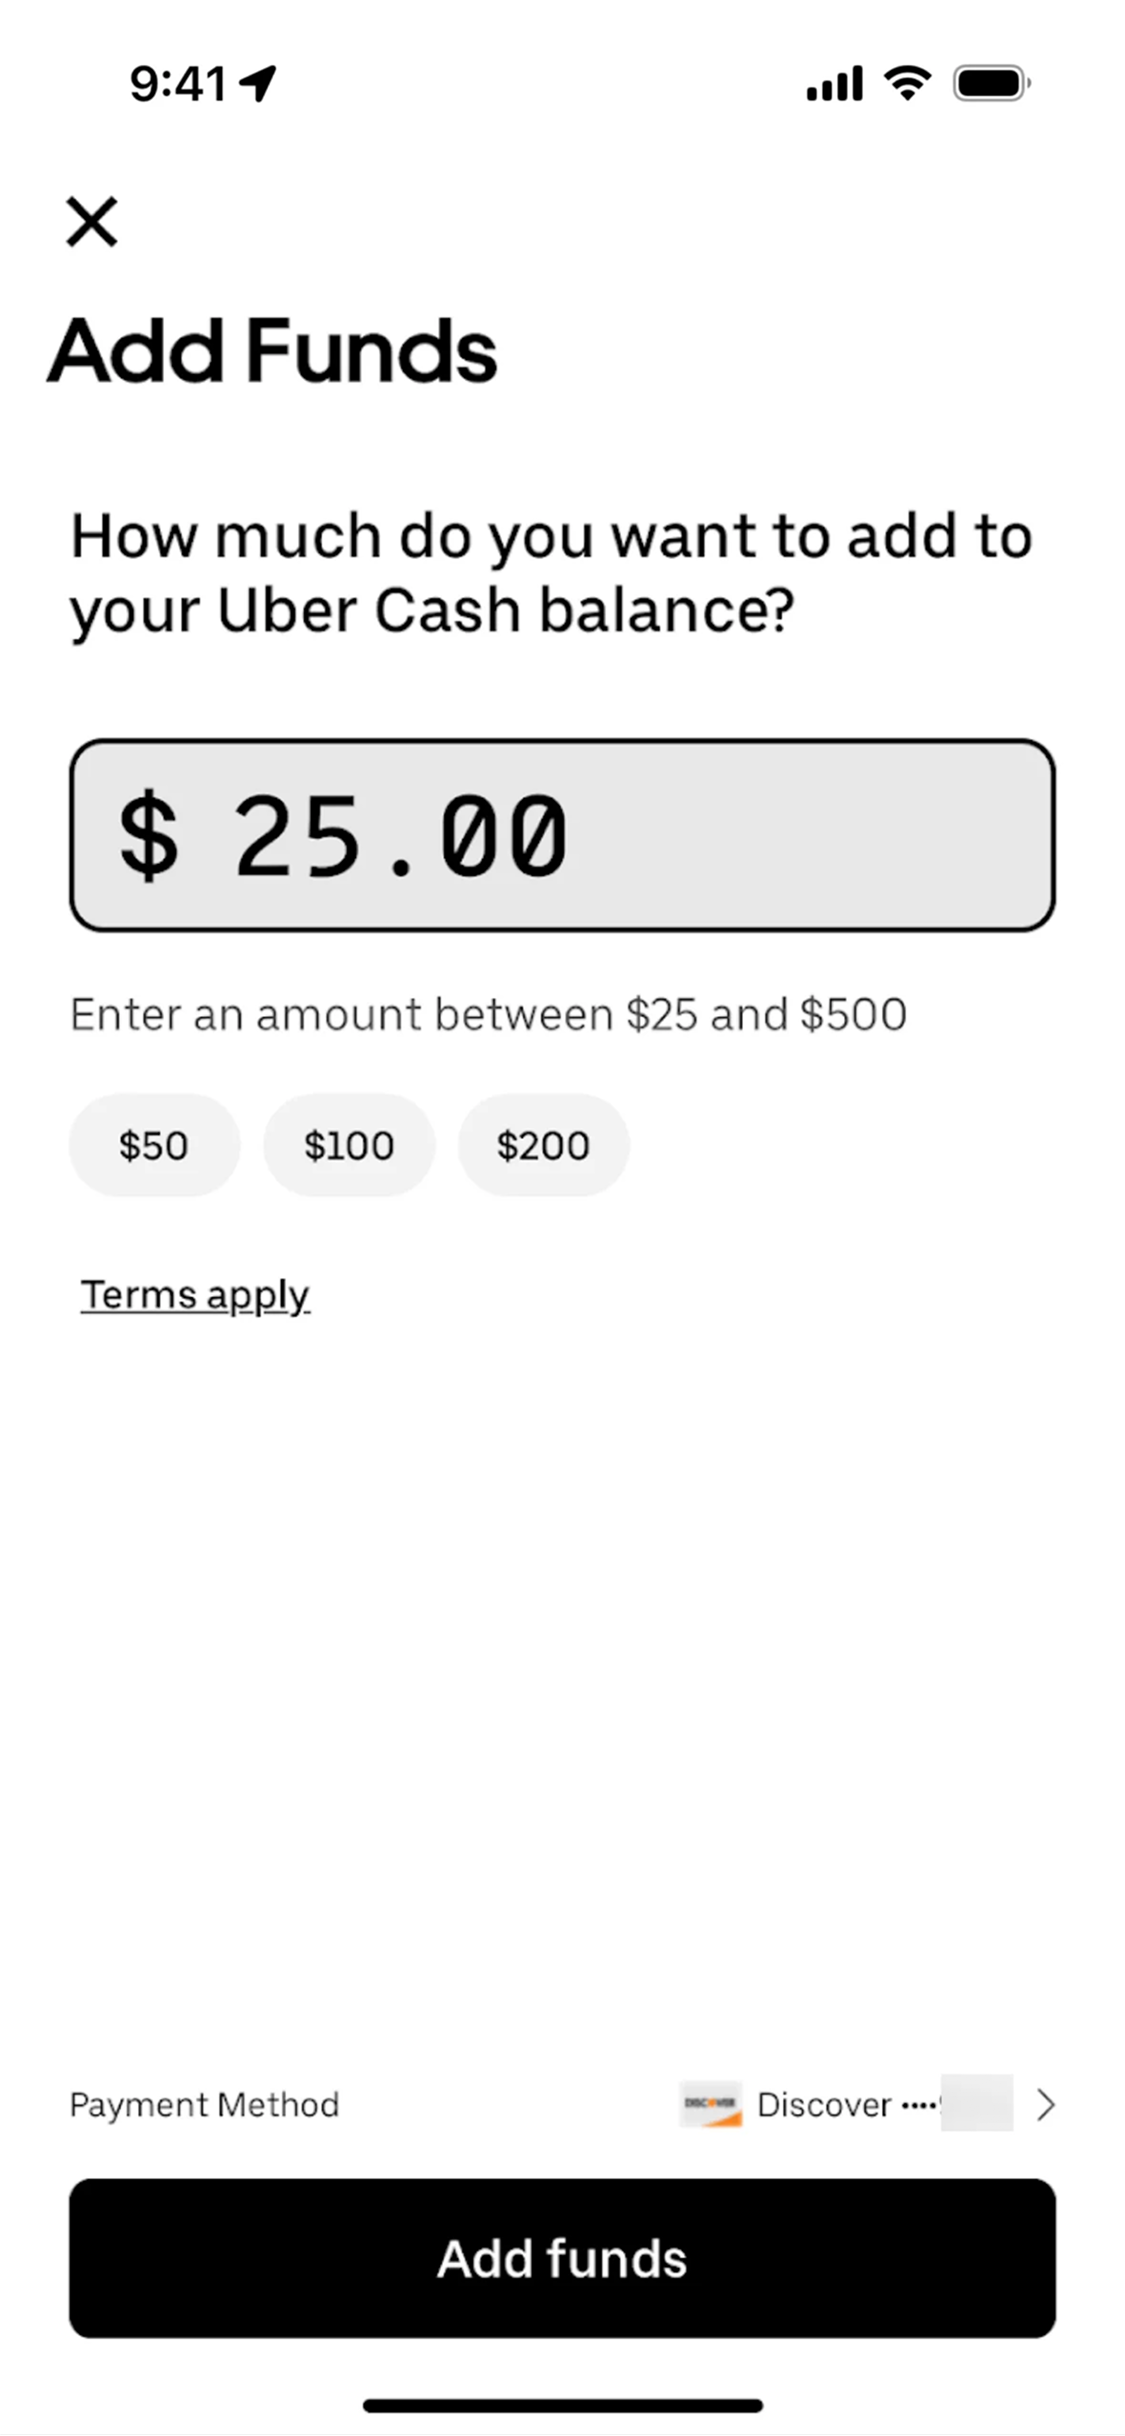 9:41
Add Funds
How much do you want to add to
your Uber Cash balance?
$ 25.00
Enter an amount between $25 and $500
$50 $100 $200
Terms apply
Payment Method DISCOVER Discover ••••
Add funds